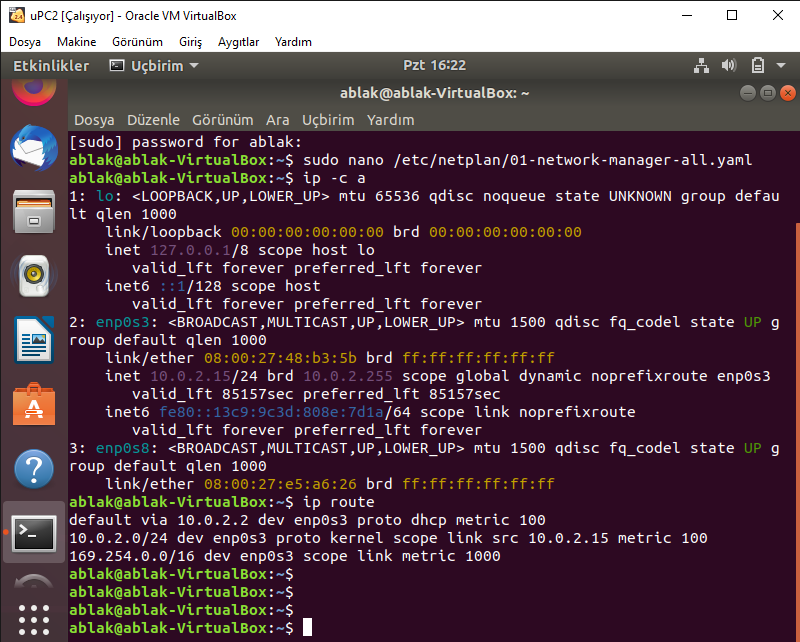 uPC2 [Çalışıyor] - Oracle VM VirtualBox
Dosya Makine Görünüm Giriş Aygıtlar Yardım
Etkinlikler Uçbirim Pzt 16:22
ablak@ablak-VirtualBox: ~
Dosya Düzenle Görünüm Ara Uçbirim Yardım
[sudo] password for ablak:
ablak@ablak-VirtualBox:~$ sudo nano /etc/netplan/01-network-manager-all.yaml
ablak@ablak-VirtualBox:~$ ip -c a
1: lo: <LOOPBACK,UP,LOWER_UP> mtu 65536 qdisc noqueue state UNKNOWN group defau
lt qlen 1000
link/loopback 00:00:00:00:00:00 brd 00:00:00:00:00:00
inet 127.0.0.1/8 scope host lo
valid_lft forever preferred_lft forever
inet6 ::1/128 scope host
valid_lft forever preferred_lft forever
2: enp0s3: <BROADCAST,MULTICAST,UP,LOWER_UP> mtu 1500 qdisc fq_codel state UP g
roup default qlen 1000
link/ether 08:00:27:48:b3:5b brd ff:ff:ff:ff:ff:ff
inet 10.0.2.15/24 brd 10.0.2.255 scope global dynamic noprefixroute enp0s3
valid_lft 85157sec preferred_lft 85157sec
inet6 fe80::13c9:9c3d:808e:7d1a/64 scope link noprefixroute
valid_lft forever preferred_lft forever
3: enp0s8: <BROADCAST,MULTICAST,UP,LOWER_UP> mtu 1500 qdisc fq_codel state UP g
roup default qlen 1000
link/ether 08:00:27:e5:a6:26 brd ff:ff:ff:ff:ff:ff
ablak@ablak-VirtualBox:~$ ip route
default via 10.0.2.2 dev enp0s3 proto dhcp metric 100
10.0.2.0/24 dev enp0s3 proto kernel scope link src 10.0.2.15 metric 100
169.254.0.0/16 dev enp0s3 scope link metric 1000
ablak@ablak-VirtualBox:~$
ablak@ablak-VirtualBox:~$
ablak@ablak-VirtualBox:~$
ablak@ablak-VirtualBox:~$